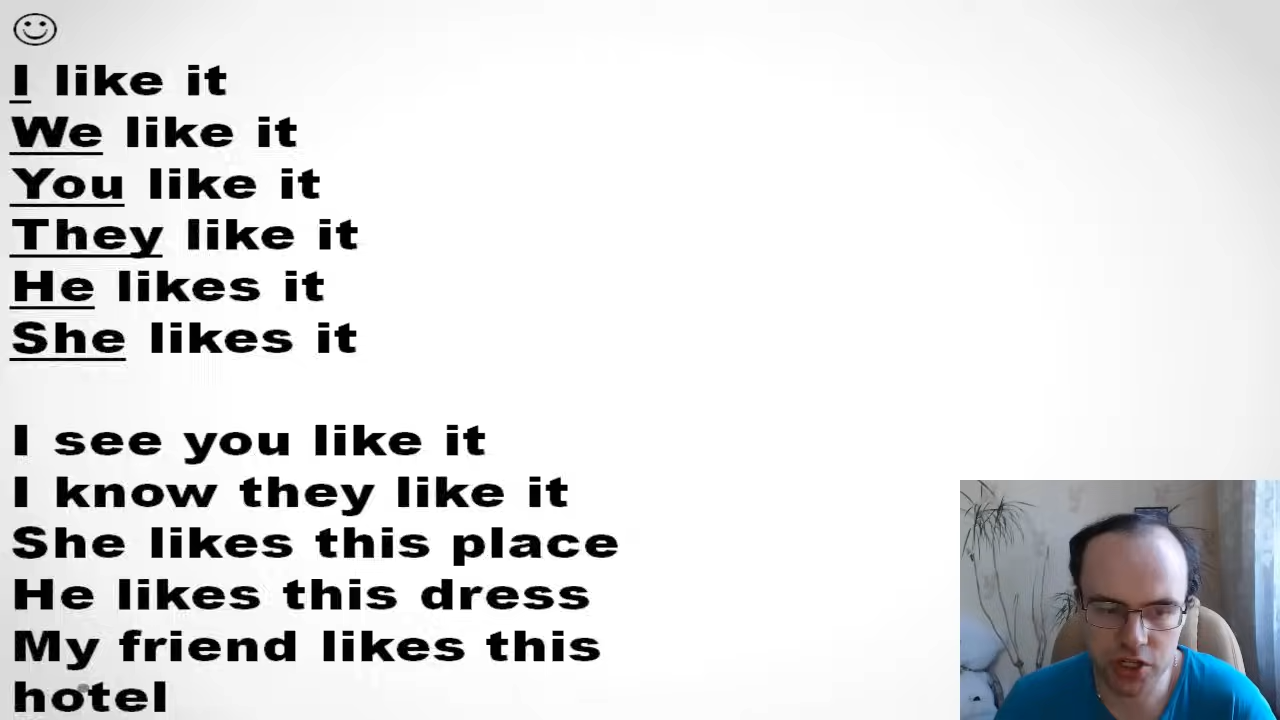 I like it
We like it
You like it
They like it
He likes it
She likes it
I see you like it
I know they like it
She likes this place
He likes this dress
My friend likes this
hotel